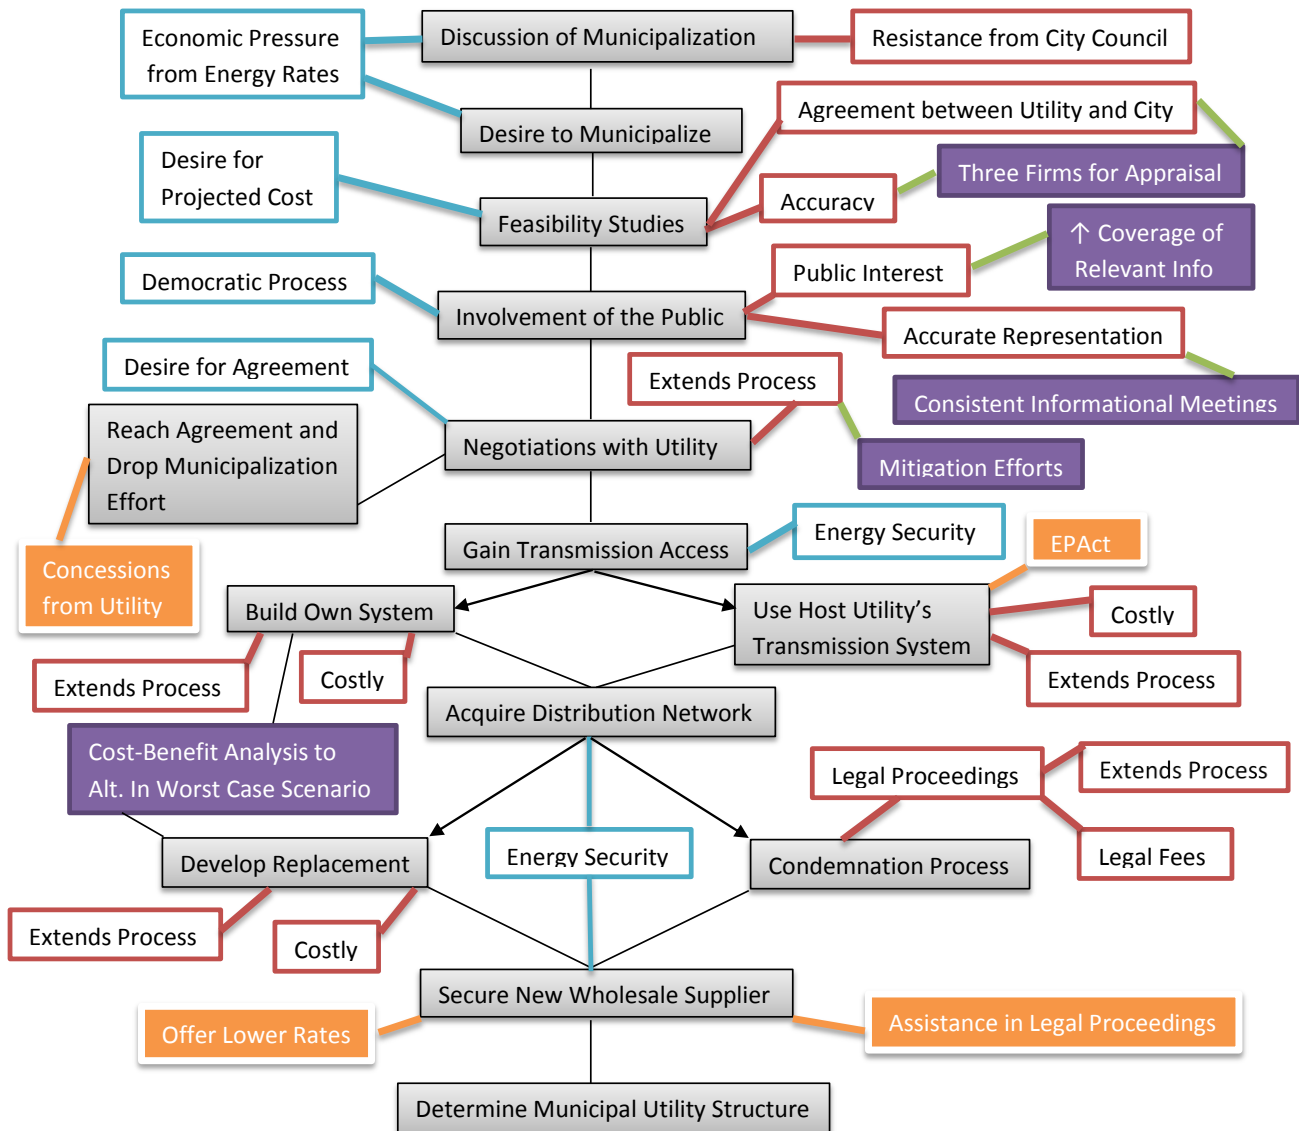 Economic Pressure
from Energy Rates
Discussion of Municipalization
Resistance from City Council
Agreement between Utility and City
Desire to Municipalize
Desire for
Projected Cost
Three Firms for Appraisal
Accuracy
Feasibility Studies
↑ Coverage of
Relevant Info
Public Interest
Democratic Process
Involvement of the Public
Accurate Representation
Desire for Agreement
Extends Process
Consistent Informational Meetings
Reach Agreement and
Drop Municipalization
Effort
Negotiations with Utility
Mitigation Efforts
Energy Security
EPAct
Gain Transmission Access
Concessions
from Utility
Build Own System
Use Host Utility's
Transmission System
Costly
Extends Process
Costly
Extends Process
Acquire Distribution Network
Cost-Benefit Analysis to
Alt. In Worst Case Scenario
Legal Proceedings
Extends Process
Develop Replacement
Energy Security
Condemnation Process
Legal Fees
Extends Process
Costly
Secure New Wholesale Supplier
Offer Lower Rates
Assistance in Legal Proceedings
Determine Municipal Utility Structure